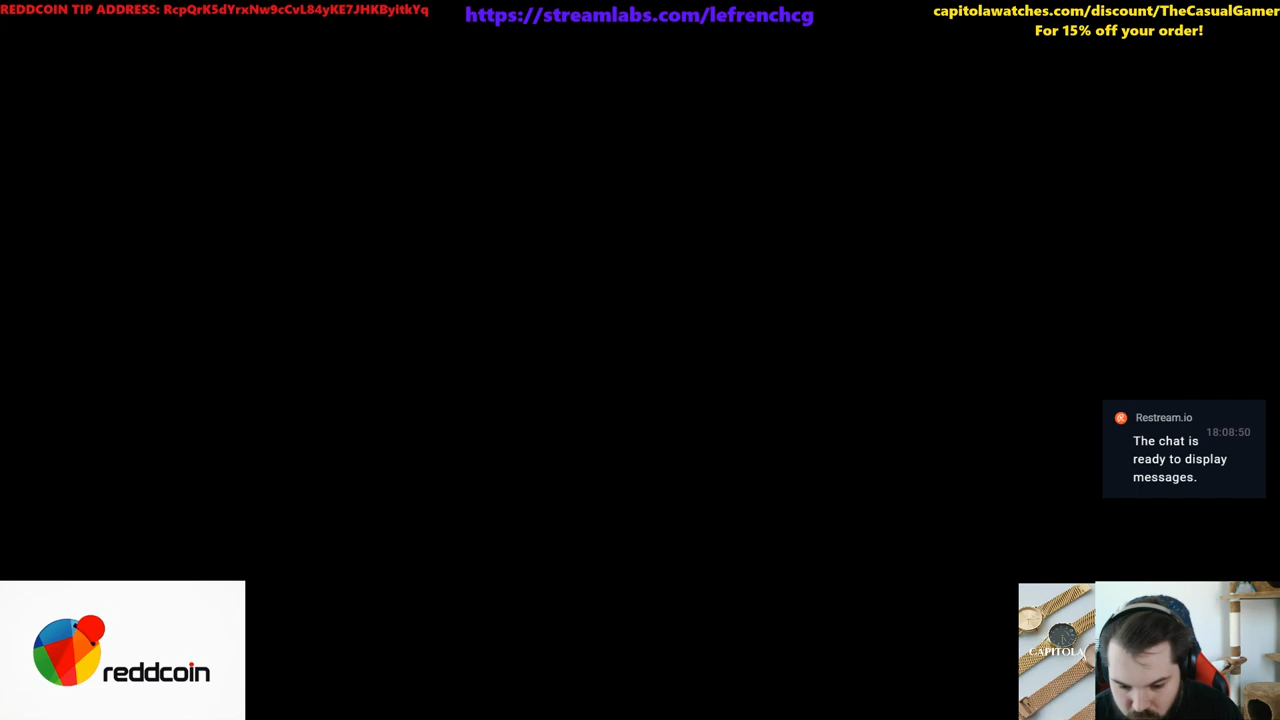 REDDCOIN TIP ADDRESS: RcpQrK5dYrxNw9cCvL84yKE7JHKByitkYq
https://streamlabs.com/lefrenchcg
capitolawatches.com/discount/TheCasualGamer
For 15% off your order!
Restream.io
18:08:50
The chat is
ready to display
messages.
reddcoin
CAPITOLA